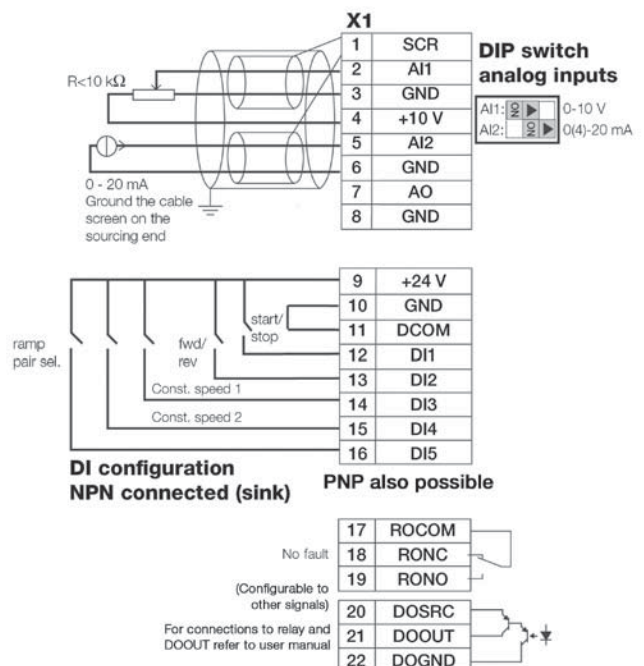 X1
1 SCR
2 AI1
3 GND
4 +10 V
5 AI2
6 GND
7 AO
8 GND
R<10 kΩ
0 - 20 mA
Ground the cable
screen on the
sourcing end
DIP switch
analog inputs
AI1: ON 0-10 V
AI2: ON 0(4)-20 mA
9 +24 V
10 GND
11 DCOM
12 DI1
13 DI2
14 DI3
15 DI4
16 DI5
ramp
pair sel.
fwd/
rev
start/
stop
Const. speed 1
Const. speed 2
DI configuration
NPN connected (sink)
PNP also possible
17 ROCOM
18 RONC
19 RONO
No fault
(Configurable to
other signals)
20 DOSRC
21 DOOUT
22 DOGND
For connections to relay and
DOOUT refer to user manual